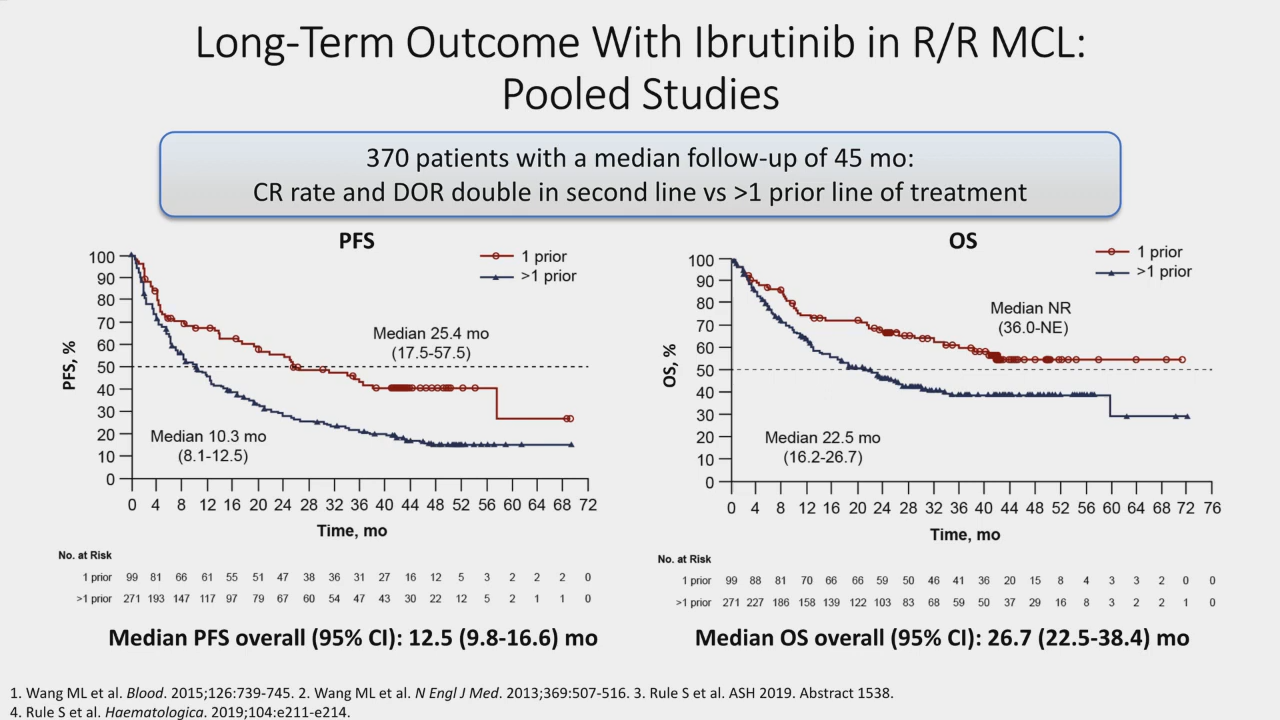 Long-Term Outcome With Ibrutinib in R/R MCL:
Pooled Studies
370 patients with a median follow-up of 45 mo:
CR rate and DOR double in second line vs >1 prior line of treatment
PFS
1 prior
>1 prior
Median 25.4 mo
(17.5-57.5)
Median 10.3 mo
(8.1-12.5)
PFS, %
100
90
80
70
60
50
40
30
20
10
0
0 4 8 12 16 20 24 28 32 36 40 44 48 52 56 60 64 68 72
Time, mo
No. at Risk
1 prior 99 81 66 61 55 51 47 38 36 31 27 16 12 5 3 2 2 2 0
>1 prior 271 193 147 117 97 79 67 60 54 47 43 30 22 12 5 2 1 1 0
Median PFS overall (95% CI): 12.5 (9.8-16.6) mo
OS
1 prior
>1 prior
Median NR
(36.0-NE)
Median 22.5 mo
(16.2-26.7)
OS, %
100
90
80
70
60
50
40
30
20
10
0
0 4 8 12 16 20 24 28 32 36 40 44 48 52 56 60 64 68 72 76
Time, mo
No. at Risk
1 prior 99 88 81 70 66 66 59 50 46 41 36 20 15 8 4 3 3 2 0 0
>1 prior 271 227 186 158 139 122 103 83 68 59 50 37 29 16 8 3 2 2 1 0
Median OS overall (95% CI): 26.7 (22.5-38.4) mo
1. Wang ML et al. Blood. 2015;126:739-745. 2. Wang ML et al. N Engl J Med. 2013;369:507-516. 3. Rule S et al. ASH 2019. Abstract 1538.
4. Rule S et al. Haematologica. 2019;104:e211-e214.